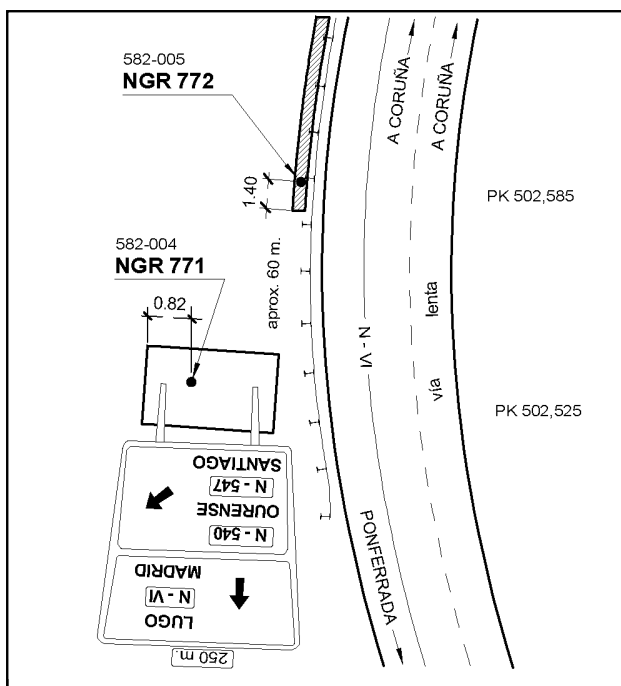 582-005
NGR 772
1.40
582-004
NGR 771
0.82
aprox. 60 m.
A CORUÑA
A CORUÑA
PK 502,585
N - VI
vía lenta
PK 502,525
PONFERRADA
SANTIAGO
N - 547
OURENSE
N - 540
MADRID
N - VI
LUGO
250 m.